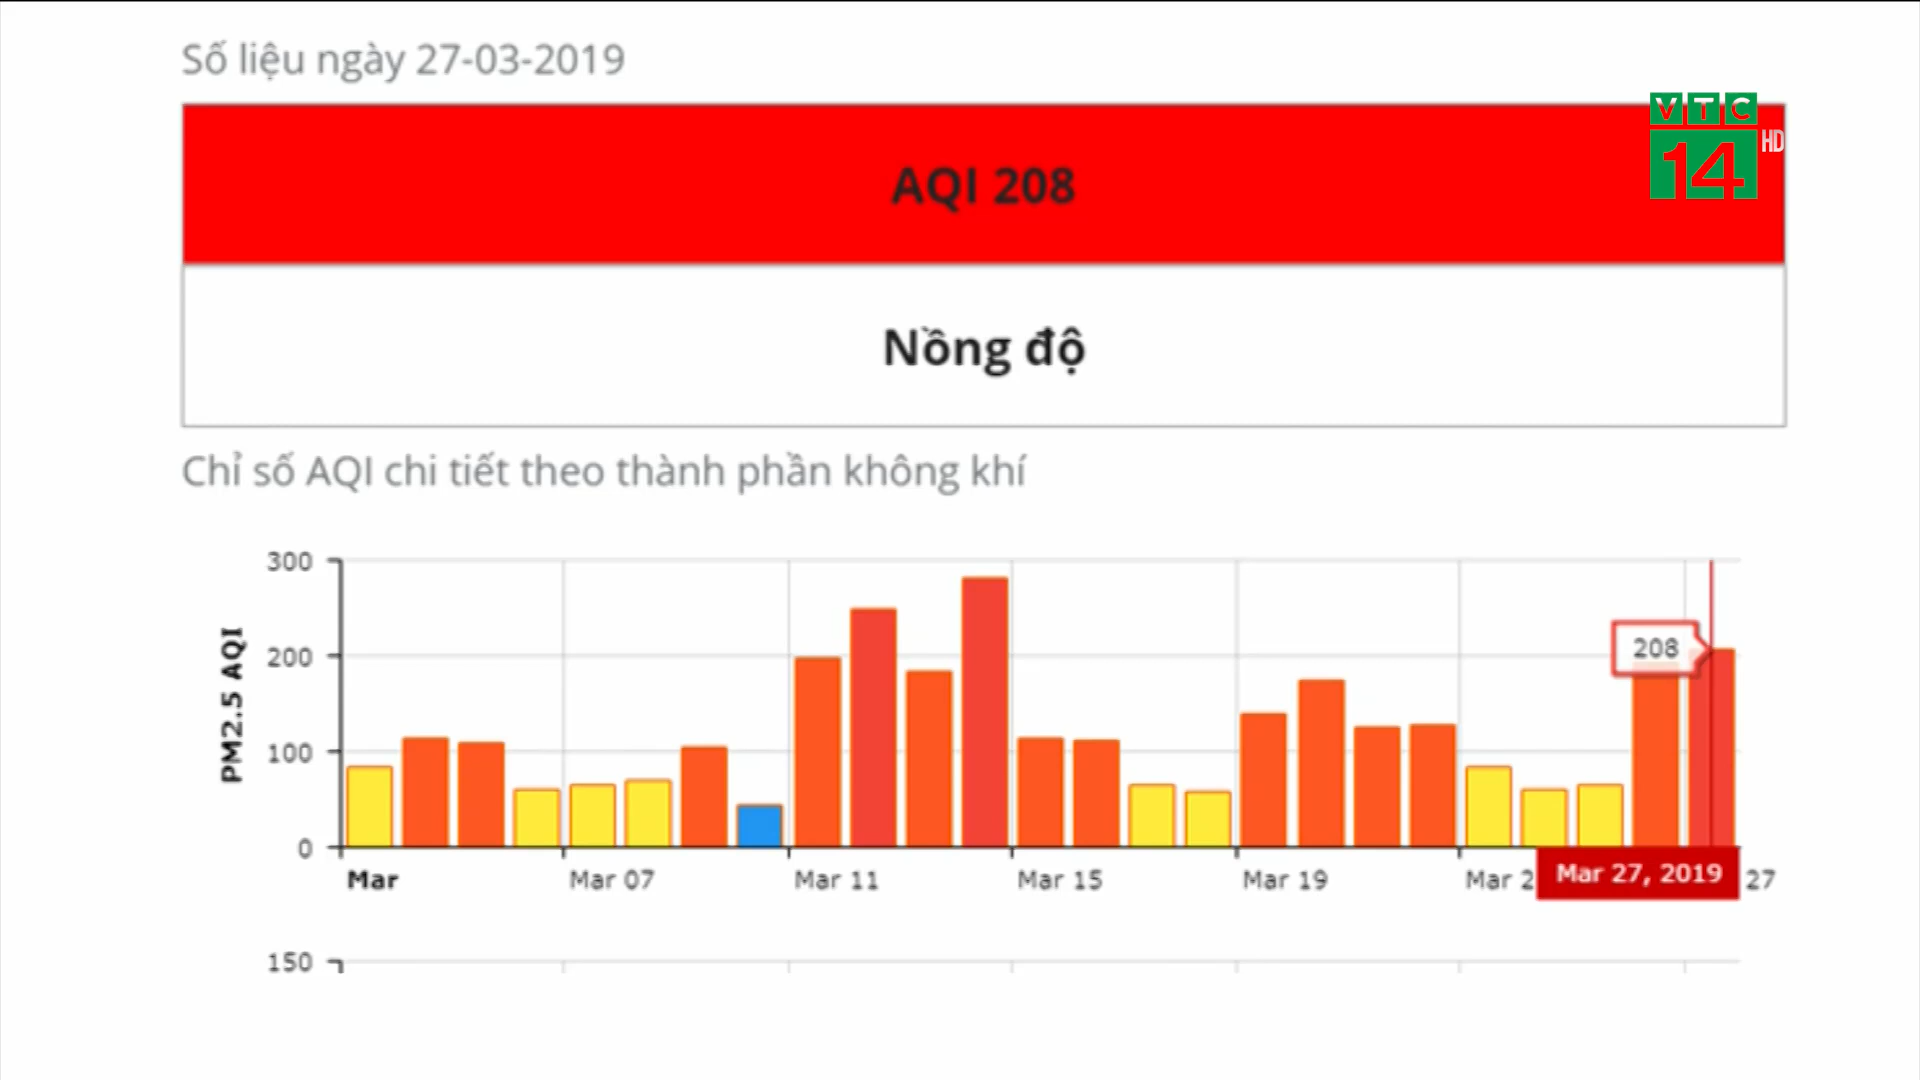 Số liệu ngày 27-03-2019
VTC
14 HD
AQI 208
Nồng độ
Chỉ số AQI chi tiết theo thành phần không khí
300
200
100
0
PM2.5 AQI
208
Mar
Mar 07
Mar 11
Mar 15
Mar 19
Mar 2
Mar 27, 2019
27
150